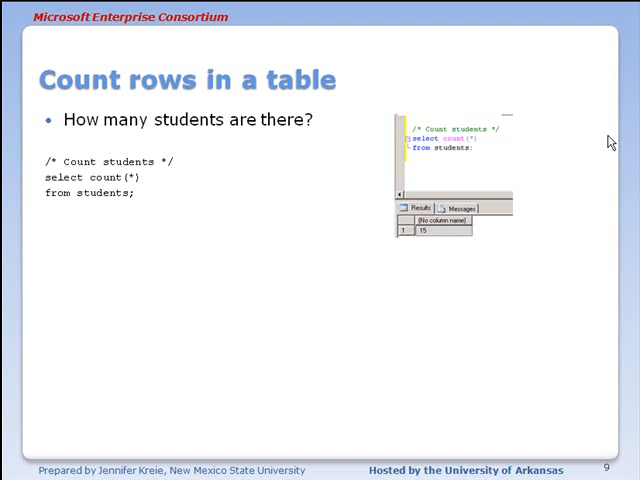 Microsoft Enterprise Consortium
Count rows in a table
• How many students are there?
/* Count students */
select count(*)
from students;
/* Count students */
select count(*)
from students;
Results Messages
(No column name)
1 15
Prepared by Jennifer Kreie, New Mexico State University
Hosted by the University of Arkansas
9